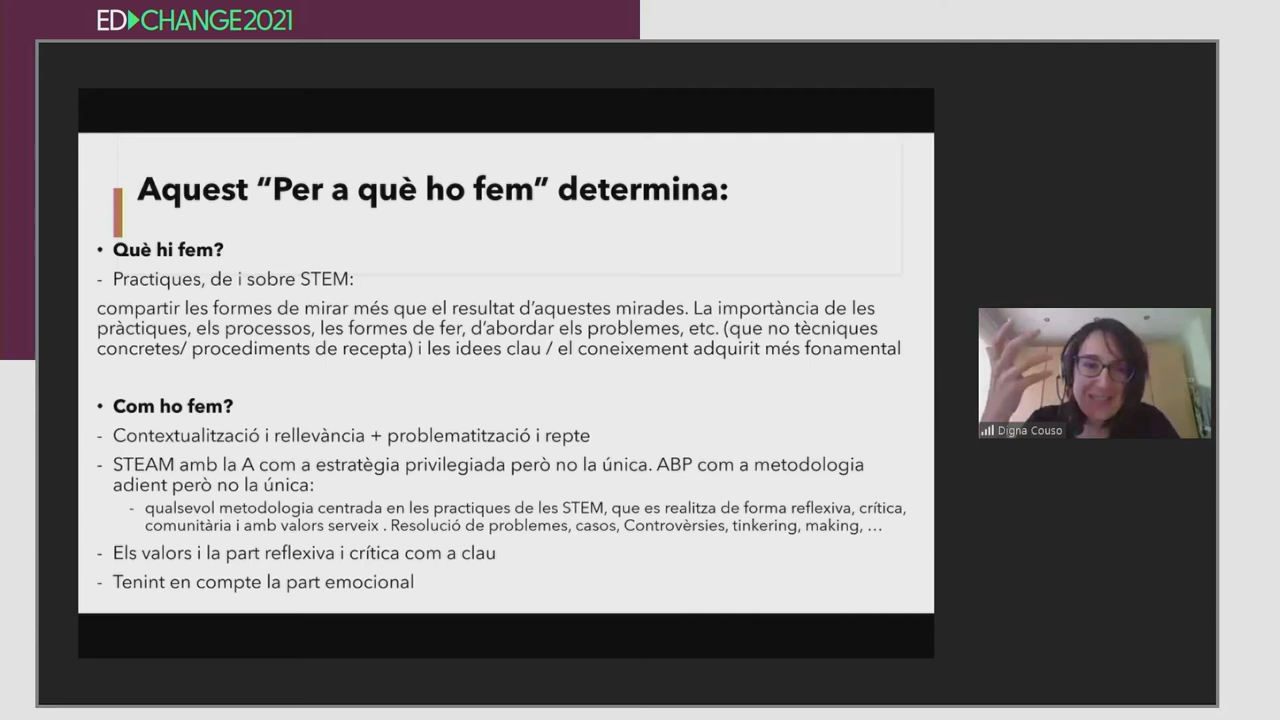 ED▶CHANGE2021
Aquest “Per a què ho fem” determina:
• Què hi fem?
- Practiques, de i sobre STEM:
compartir les formes de mirar més que el resultat d’aquestes mirades. La importància de les
pràctiques, els processos, les formes de fer, d’abordar els problemes, etc. (que no tècniques
concretes/ procediments de recepta) i les idees clau / el coneixement adquirit més fonamental
• Com ho fem?
- Contextualització i rellevància + problematització i repte
- STEAM amb la A com a estratègia privilegiada però no la única. ABP com a metodologia
adient però no la única:
- qualsevol metodologia centrada en les practiques de les STEM, que es realitza de forma reflexiva, crítica,
comunitària i amb valors serveix . Resolució de problemes, casos, Controvèrsies, tinkering, making, …
- Els valors i la part reflexiva i crítica com a clau
- Tenint en compte la part emocional
Digna Couso